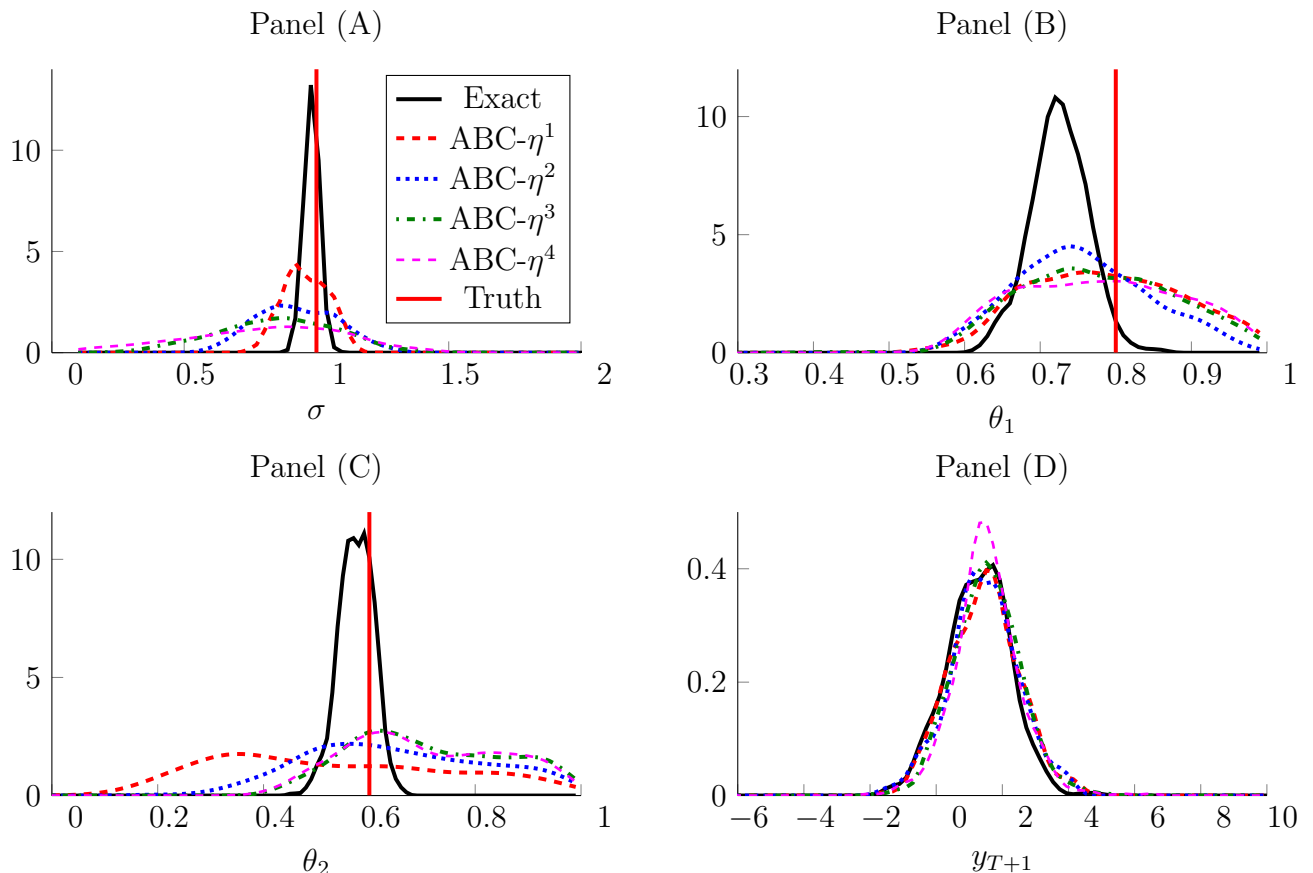 Panel (A)
10
5
0
0 0.5 1 1.5 2
σ
Exact
ABC-η¹
ABC-η²
ABC-η³
ABC-η⁴
Truth
Panel (B)
10
5
0
0.3 0.4 0.5 0.6 0.7 0.8 0.9 1
θ₁
Panel (C)
10
5
0
0 0.2 0.4 0.6 0.8 1
θ₂
Panel (D)
0.4
0.2
0
−6 −4 −2 0 2 4 6 8 10
y_{T+1}